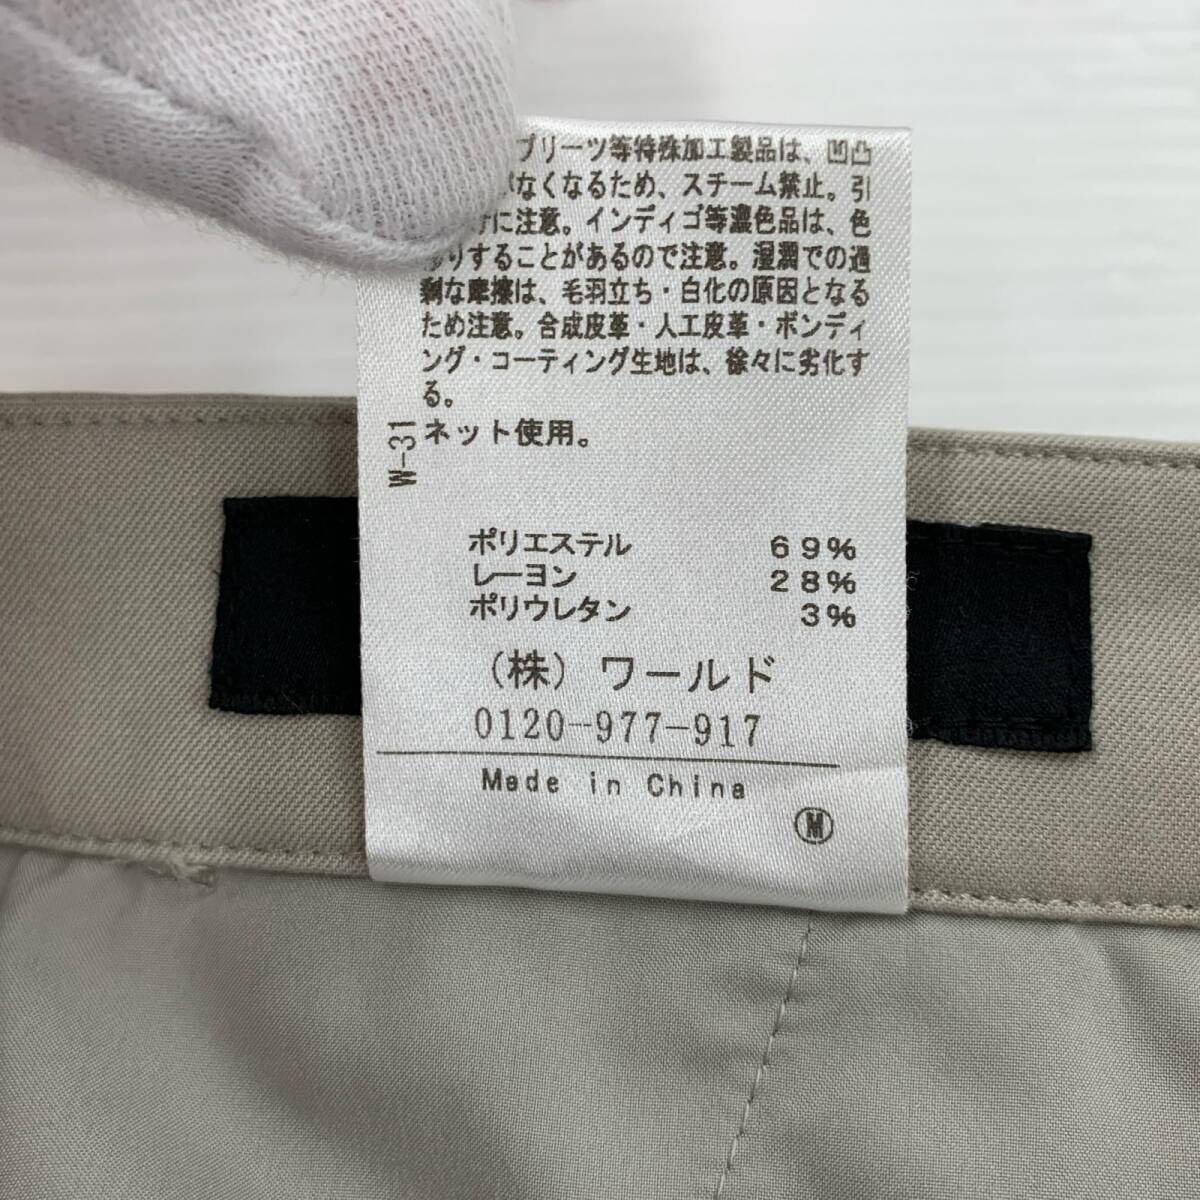 プリーツ等特殊加工製品は、凹凸
なくなるため、スチーム禁止。引
に注意。インディゴ等濃色品は、色
りすることがあるので注意。湿潤での過
剰な摩擦は、毛羽立ち・白化の原因となる
ため注意。合成皮革・人工皮革・ボンディ
ング・コーティング生地は、徐々に劣化す
る。
ネット使用。
W-31
ポリエステル 69%
レーヨン 28%
ポリウレタン 3%
(株) ワールド
0120-977-917
Made in China
M